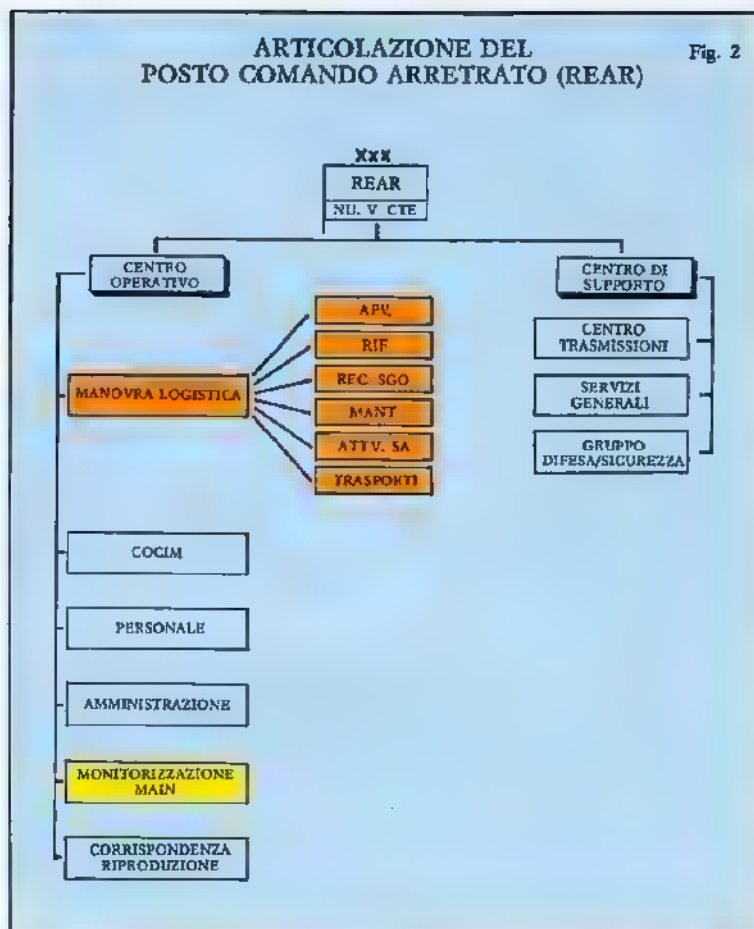 ARTICOLAZIONE DEL
POSTO COMANDO ARRETRATO (REAR)
Fig. 2
XXX
REAR
NU. V CTE
CENTRO
OPERATIVO
MANOVRA LOGISTICA
APV.
RIF
REC. SGO
MANT
ATTV. SA
TRASPORTI
COCIM
PERSONALE
AMMINISTRAZIONE
MONITORIZZAZIONE
MAIN
CORRISPONDENZA
RIPRODUZIONE
CENTRO DI
SUPPORTO
CENTRO
TRASMISSIONI
SERVIZI
GENERALI
GRUPPO
DIFESA/SICUREZZA